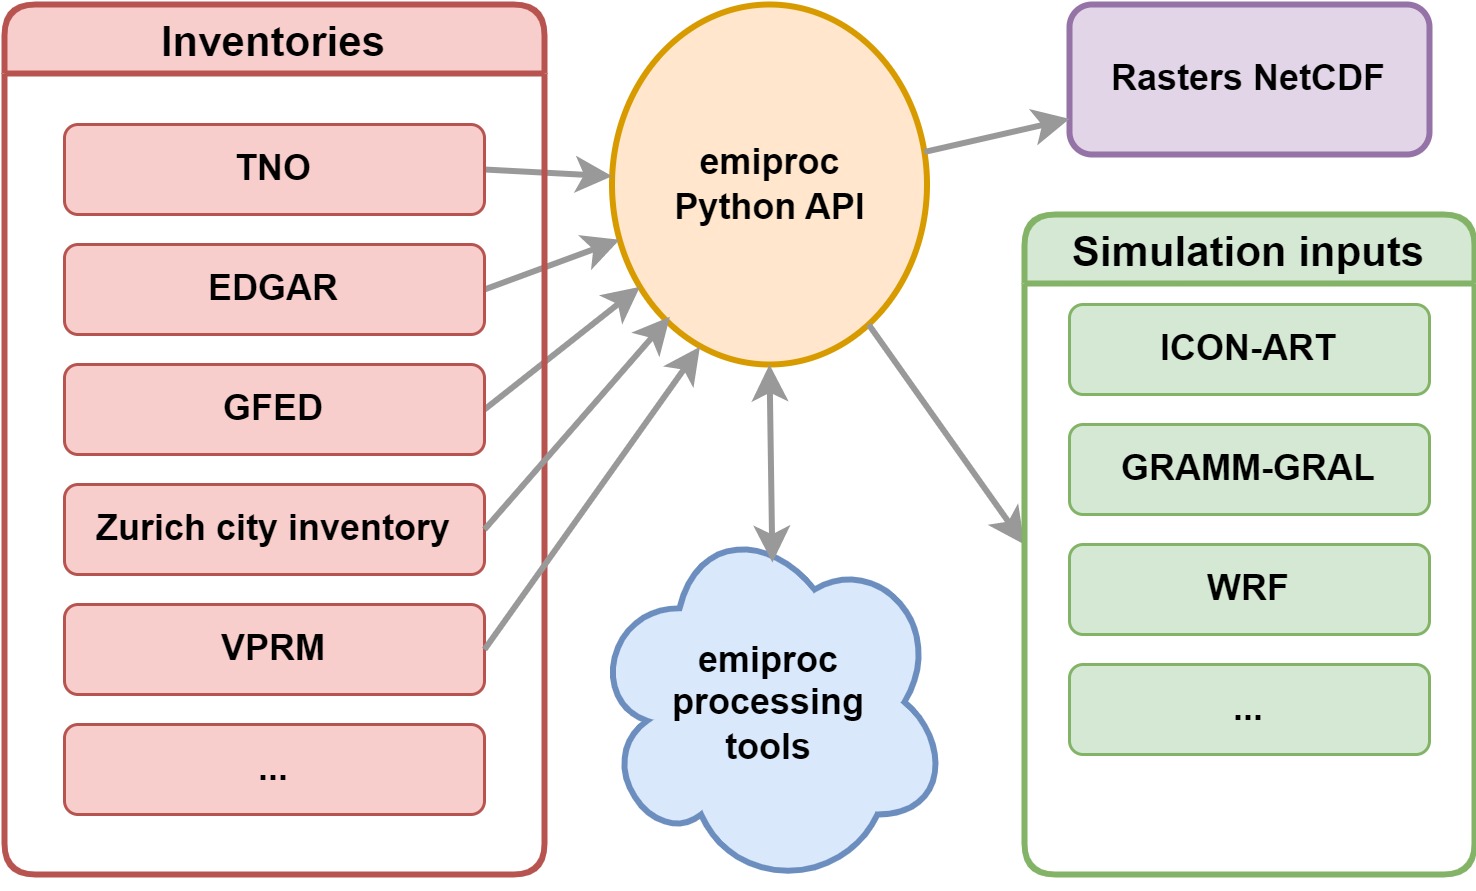 Inventories
TNO
EDGAR
GFED
Zurich city inventory
VPRM
...
emiproc
Python API
emiproc
processing
tools
Rasters NetCDF
Simulation inputs
ICON-ART
GRAMM-GRAL
WRF
...